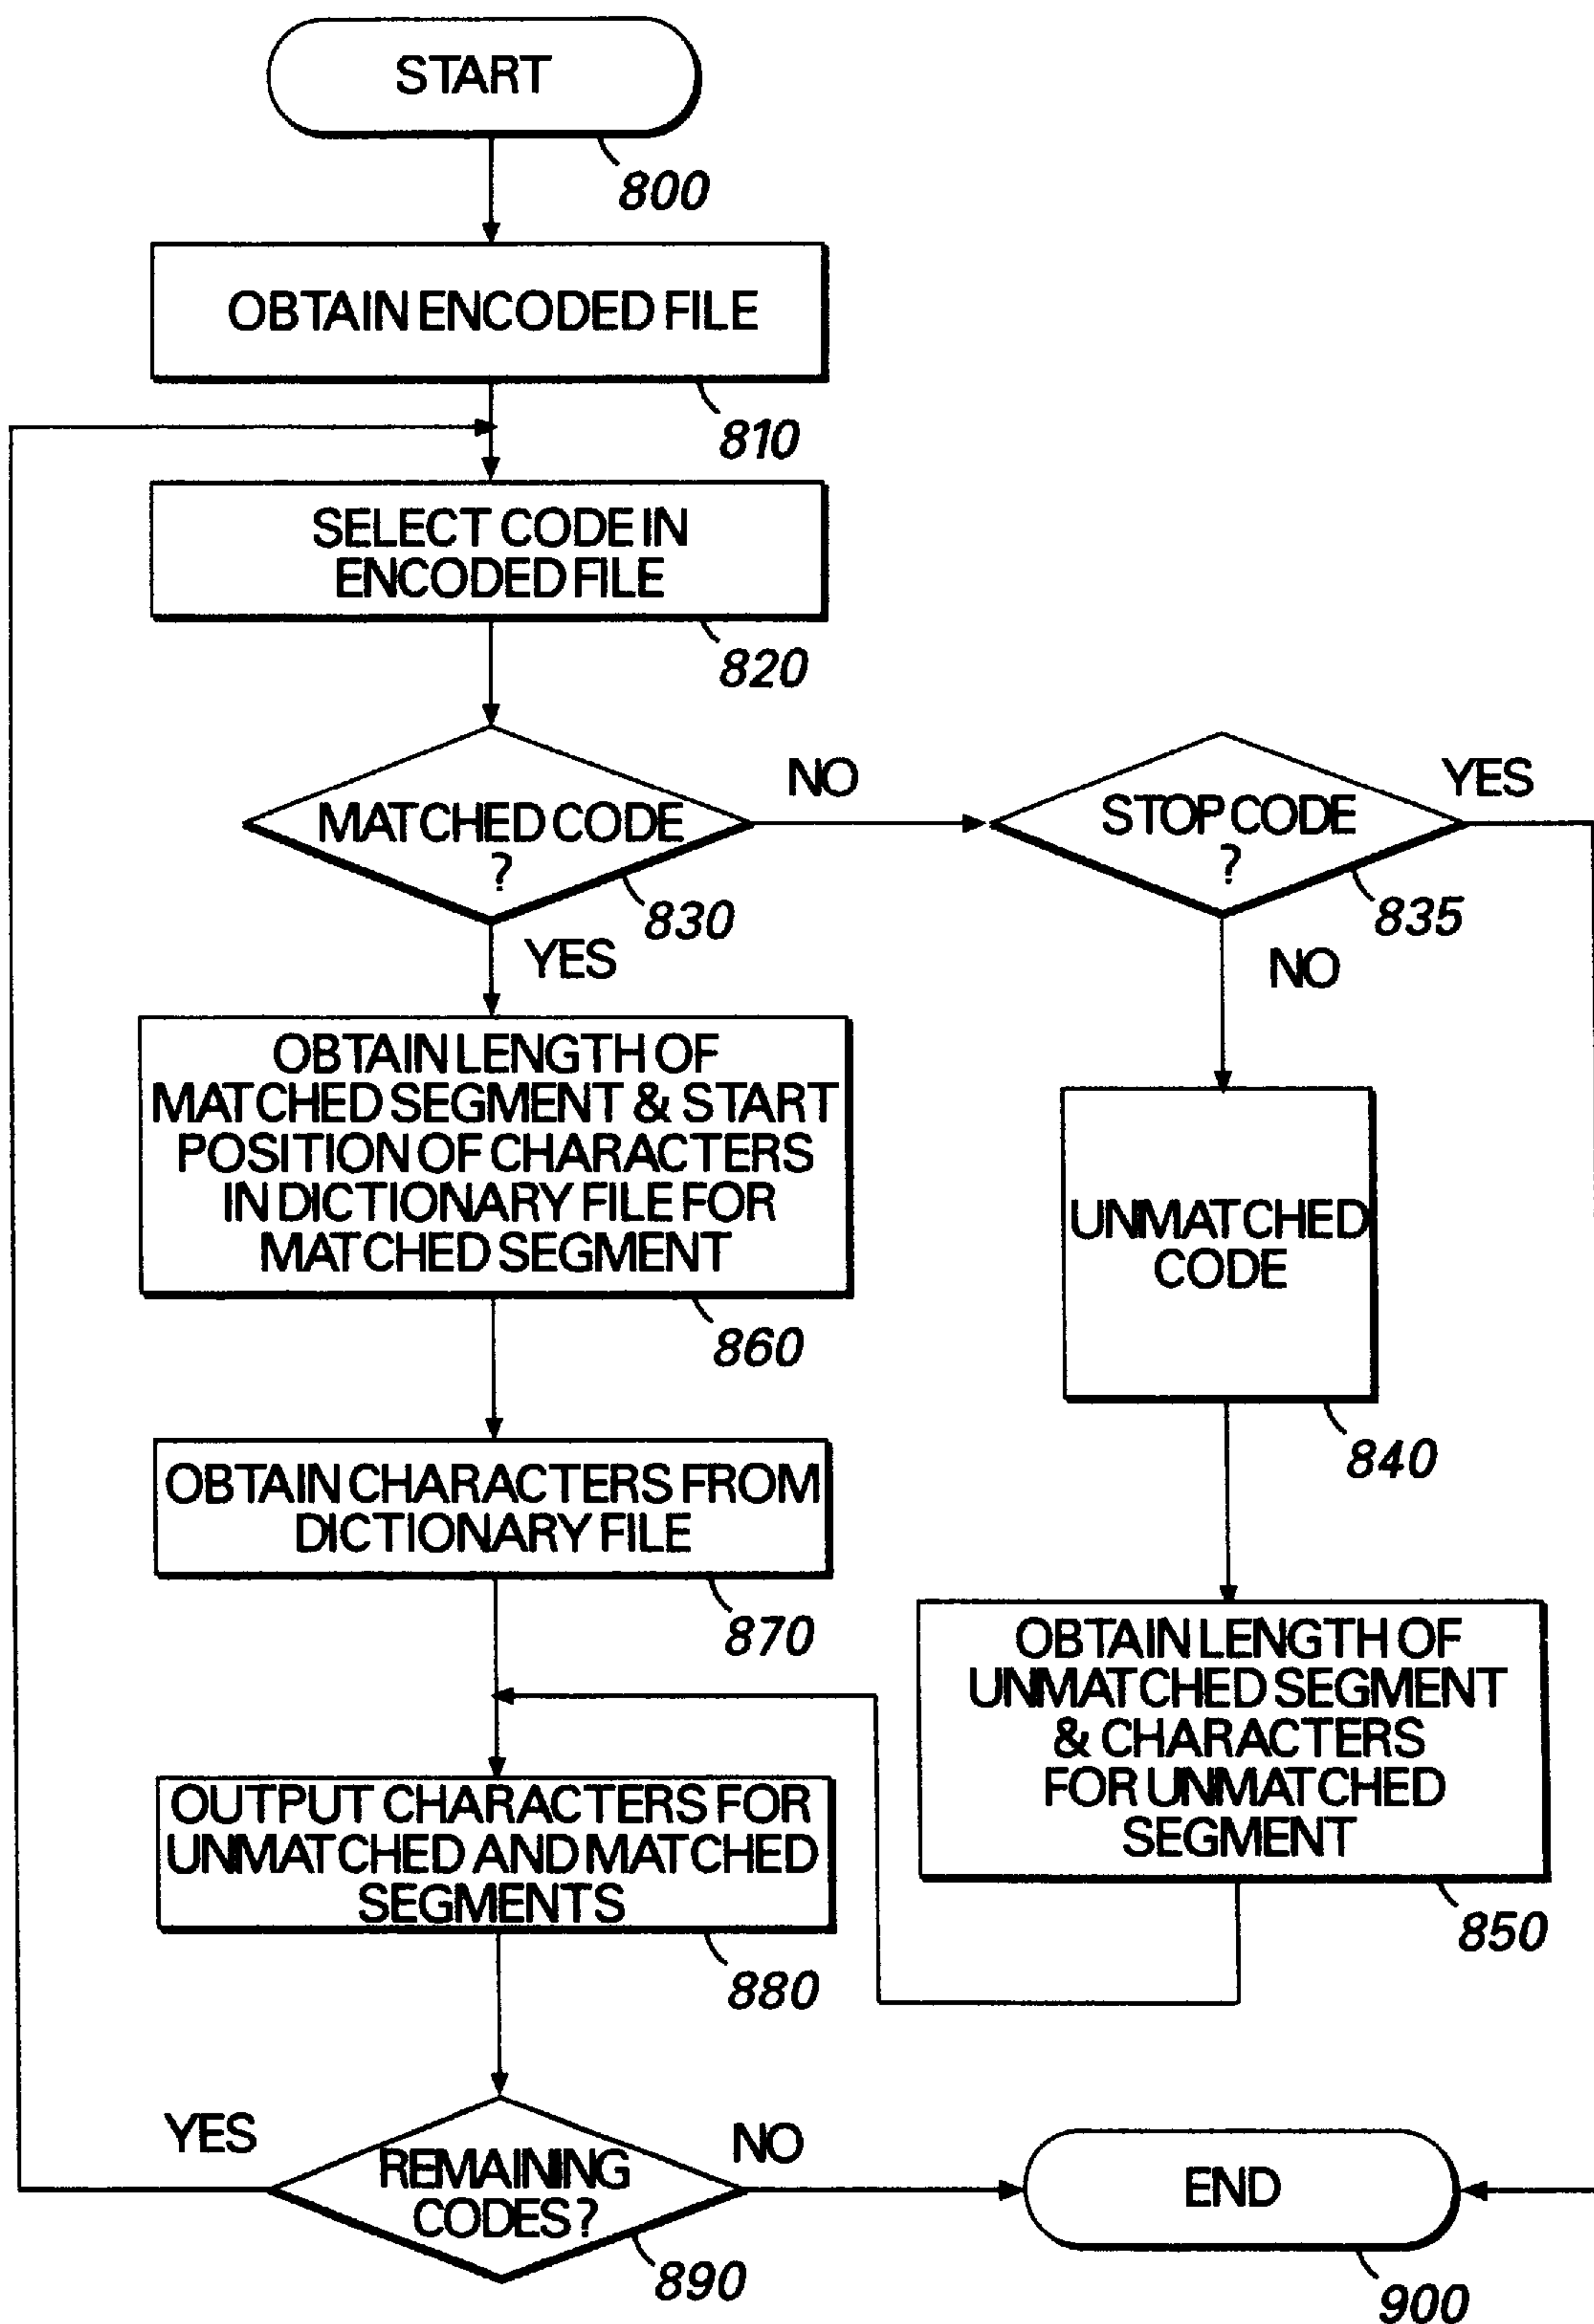 START
800
OBTAIN ENCODED FILE
810
SELECT CODE IN
ENCODED FILE
820
MATCHED CODE
?
830
NO
YES
STOP CODE
?
835
YES
NO
OBTAIN LENGTH OF
MATCHED SEGMENT & START
POSITION OF CHARACTERS
IN DICTIONARY FILE FOR
MATCHED SEGMENT
860
UNMATCHED
CODE
840
OBTAIN CHARACTERS FROM
DICTIONARY FILE
870
OBTAIN LENGTH OF
UNMATCHED SEGMENT
& CHARACTERS
FOR UNMATCHED
SEGMENT
850
OUTPUT CHARACTERS FOR
UNMATCHED AND MATCHED
SEGMENTS
880
YES
REMAINING
CODES?
890
NO
END
900